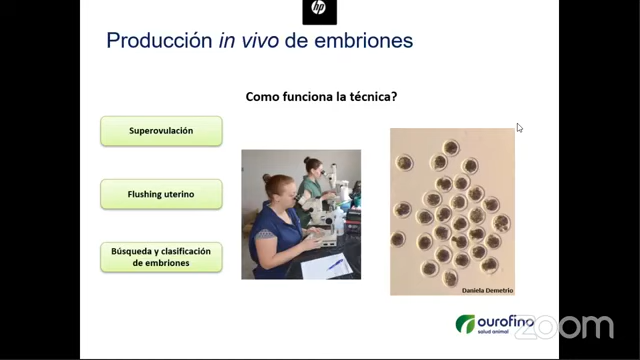 hp
Producción in vivo de embriones
Como funciona la técnica?
Superovulación
Flushing uterino
Búsqueda y clasificación
de embriones
Daniela Demetrio
ourofino
salud animal
zoom